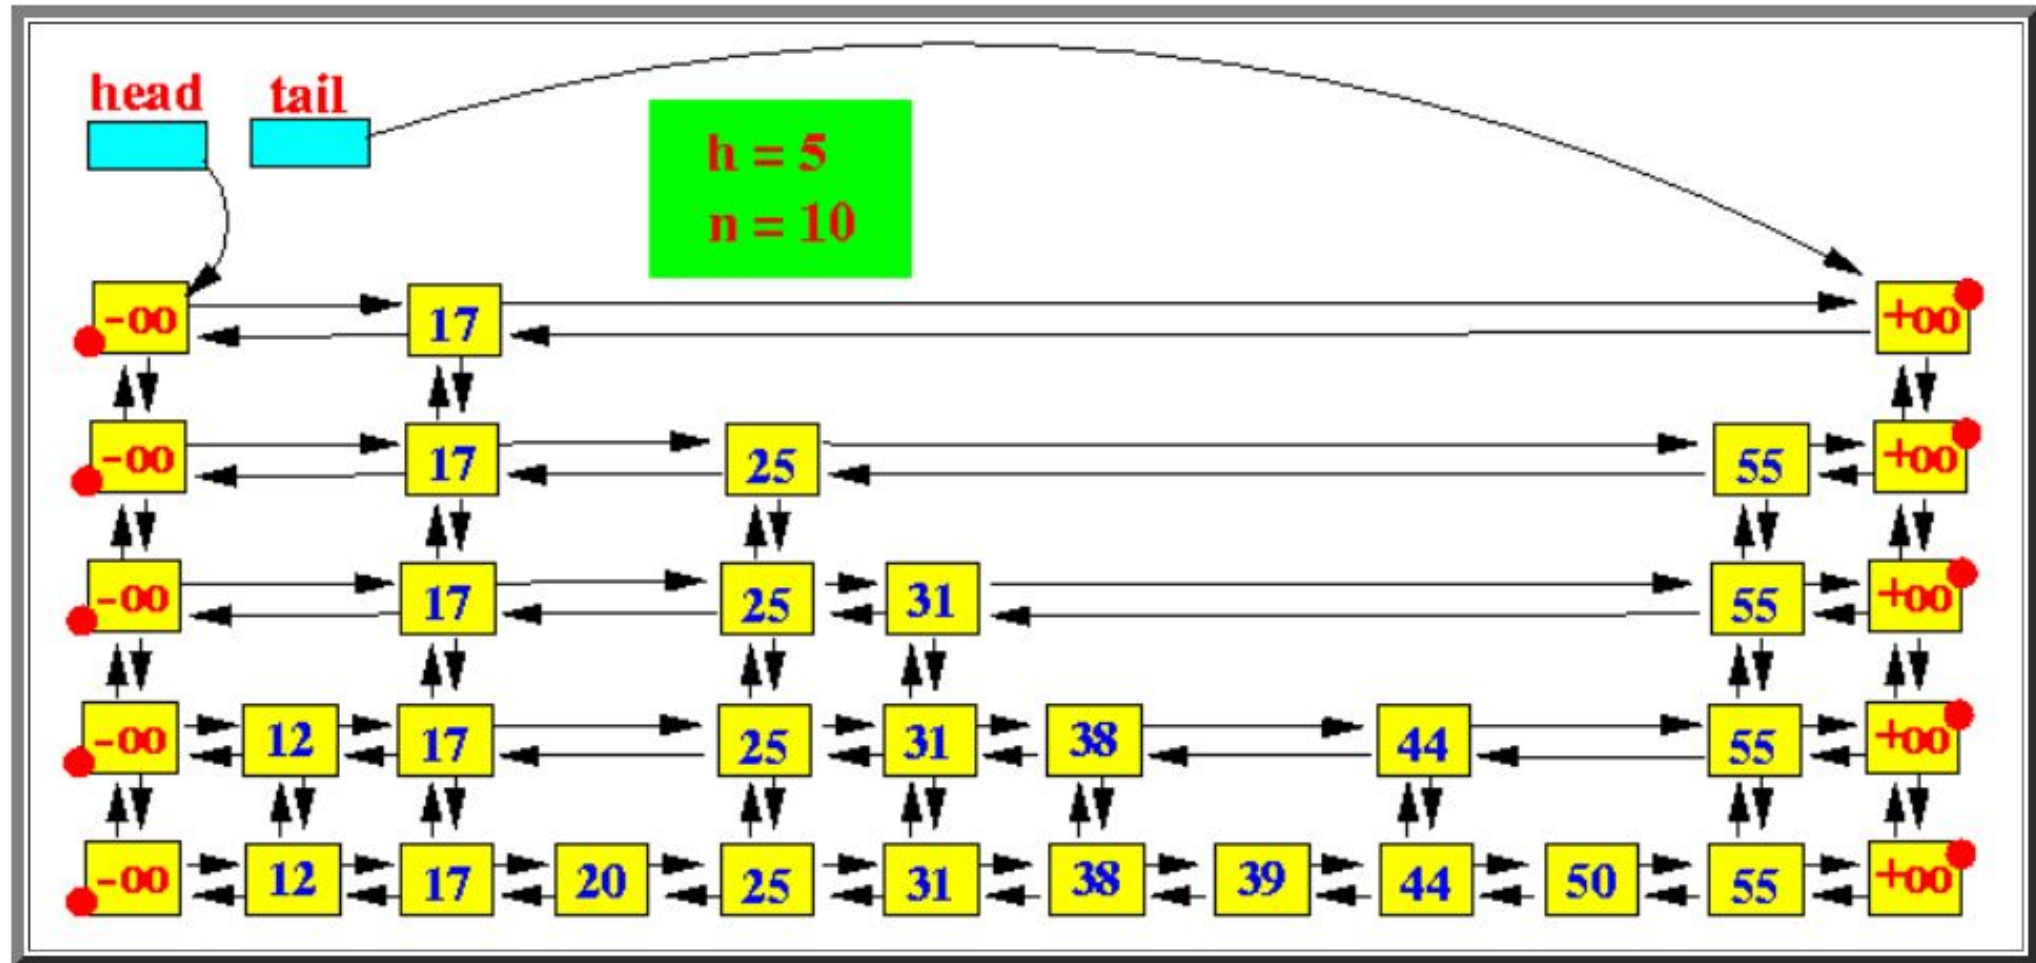 head tail
h = 5
n = 10
-oo 17 +oo
-oo 17 25 55 +oo
-oo 17 25 31 55 +oo
-oo 12 17 25 31 38 44 55 +oo
-oo 12 17 20 25 31 38 39 44 50 55 +oo